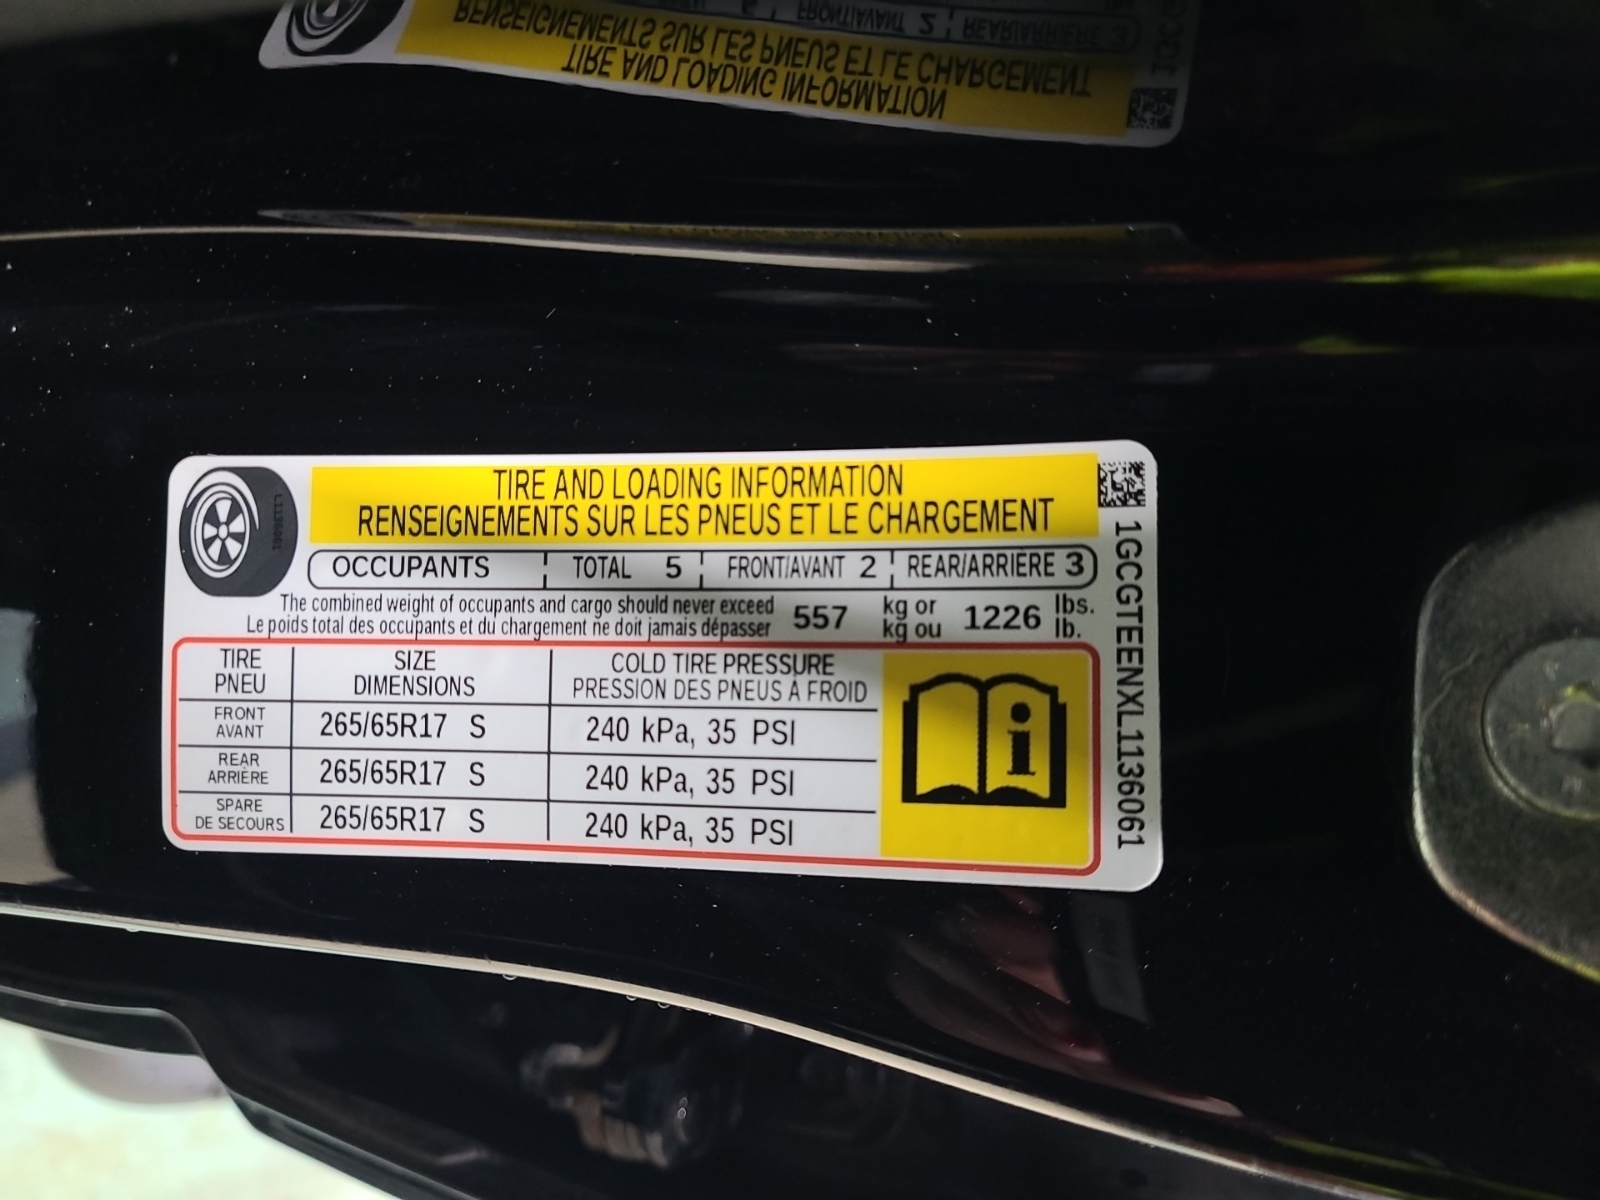 RENSEIGNEMENTS SUR LES PNEUS ET LE CHARGEMENT
TIRE AND LOADING INFORMATION
TIRE AND LOADING INFORMATION
RENSEIGNEMENTS SUR LES PNEUS ET LE CHARGEMENT
L1136061
OCCUPANTS TOTAL 5 FRONT/AVANT 2 REAR/ARRIÈRE 3
The combined weight of occupants and cargo should never exceed 557 kg or 1226 lbs.
Le poids total des occupants et du chargement ne doit jamais dépasser kg ou lb.
TIRE SIZE COLD TIRE PRESSURE
PNEU DIMENSIONS PRESSION DES PNEUS À FROID
FRONT
AVANT 265/65R17 S 240 kPa, 35 PSI
REAR
ARRIÈRE 265/65R17 S 240 kPa, 35 PSI
SPARE
DE SECOURS 265/65R17 S 240 kPa, 35 PSI
1GCGTEENXL1136061